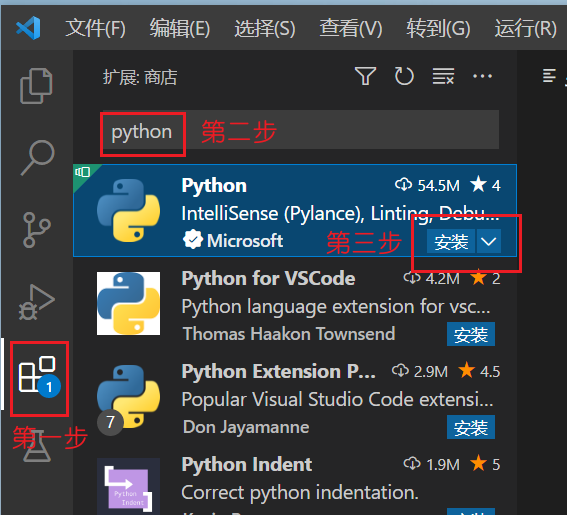 文件(F) 编辑(E) 选择(S) 查看(V) 转到(G) 运行(R)
扩展: 商店
python 第二步
Python 54.5M 4
IntelliSense (Pylance), Linting, Debu...
Microsoft 第三步 安装
Python for VSCode 4.2M 2
Python language extension for vsc...
Thomas Haakon Townsend 安装
1
第一步
Python Extension P... 2.9M 4.5
Popular Visual Studio Code extensi...
7 Don Jayamanne 安装
Python Indent 1.9M 5
Python
Indent
Correct python indentation.